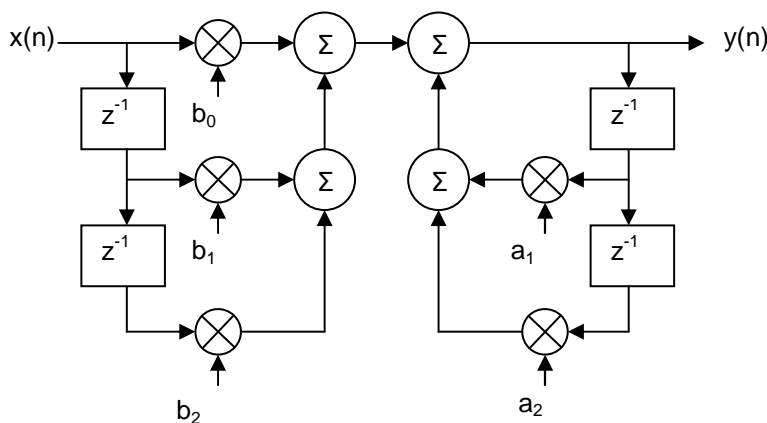 x(n) Σ Σ y(n)
z⁻¹ b₀ z⁻¹
Σ Σ
z⁻¹ b₁ a₁ z⁻¹
b₂ a₂